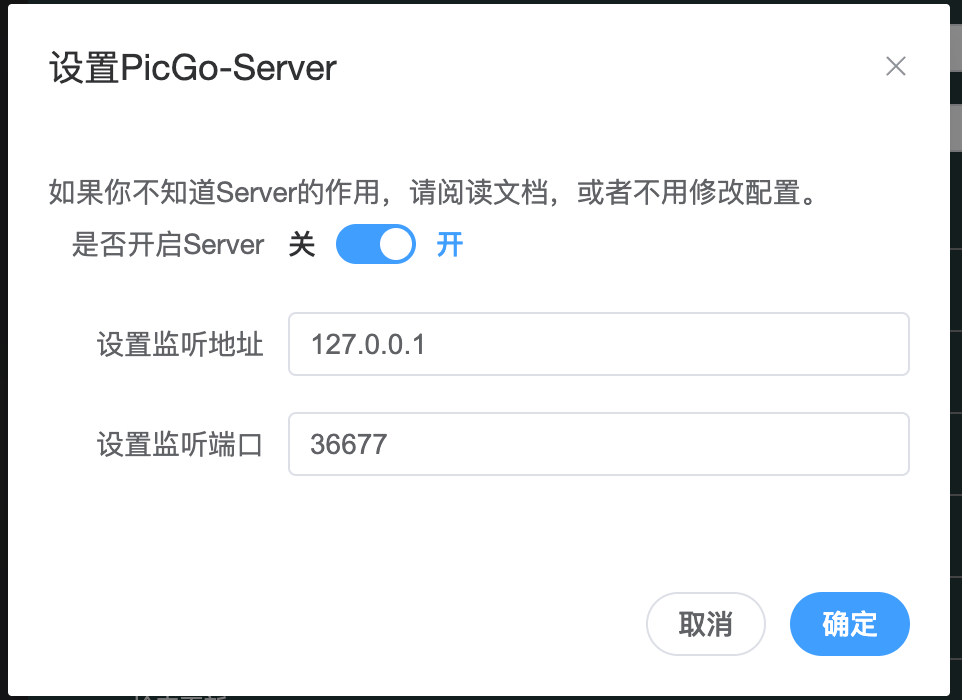 设置PicGo-Server
如果你不知道Server的作用，请阅读文档，或者不用修改配置。
是否开启Server 关 开
设置监听地址 127.0.0.1
设置监听端口 36677
取消 确定